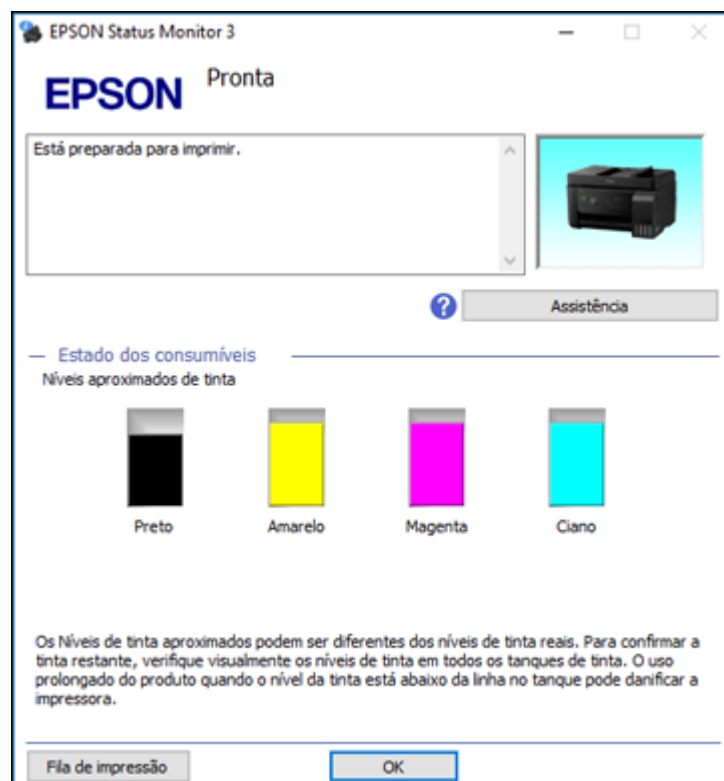 EPSON Status Monitor 3
EPSON
Pronta
Está preparada para imprimir.
? Assistência
Estado dos consumíveis
Níveis aproximados de tinta
Preto Amarelo Magenta Ciano
Os Níveis de tinta aproximados podem ser diferentes dos níveis de tinta reais. Para confirmar a
tinta restante, verifique visualmente os níveis de tinta em todos os tanques de tinta. O uso
prolongado do produto quando o nível da tinta está abaixo da linha no tanque pode danificar a
impressora.
Fila de impressão OK